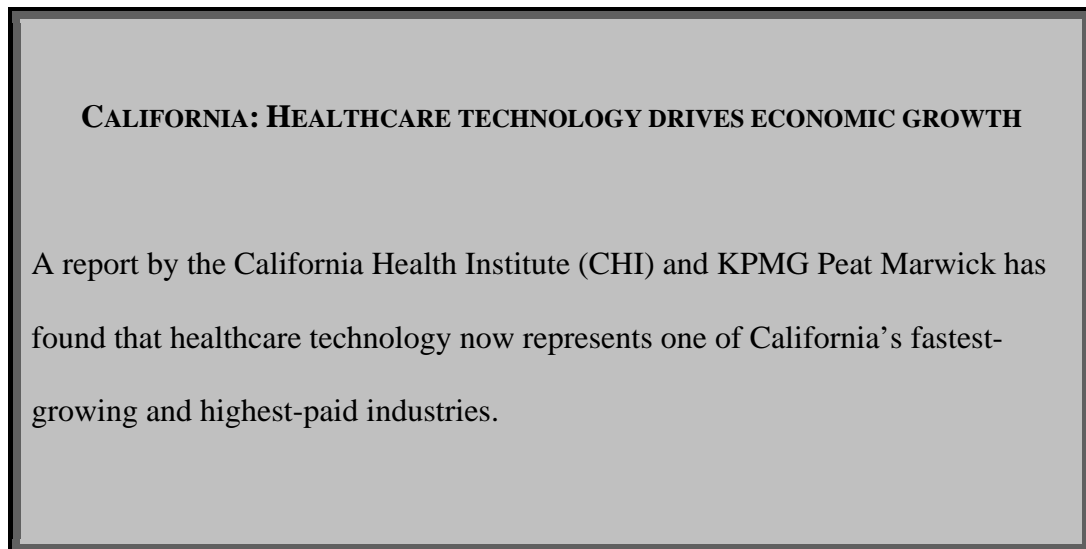 CALIFORNIA: HEALTHCARE TECHNOLOGY DRIVES ECONOMIC GROWTH
A report by the California Health Institute (CHI) and KPMG Peat Marwick has
found that healthcare technology now represents one of California’s fastest-
growing and highest-paid industries.